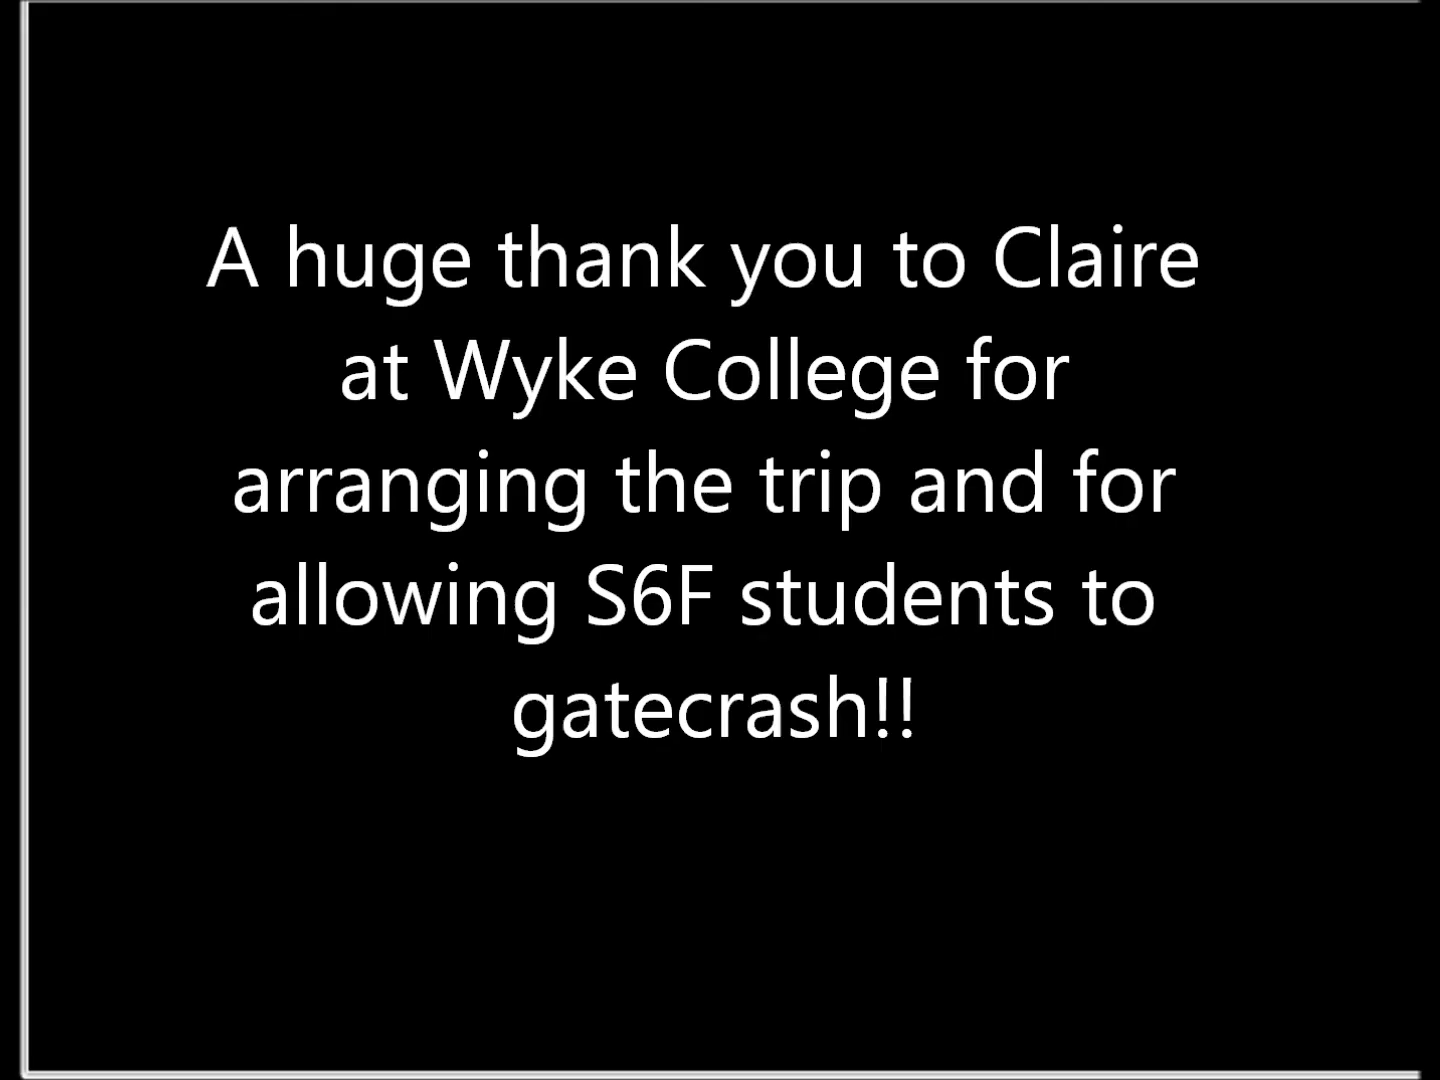 A huge thank you to Claire
at Wyke College for
arranging the trip and for
allowing S6F students to
gatecrash!!